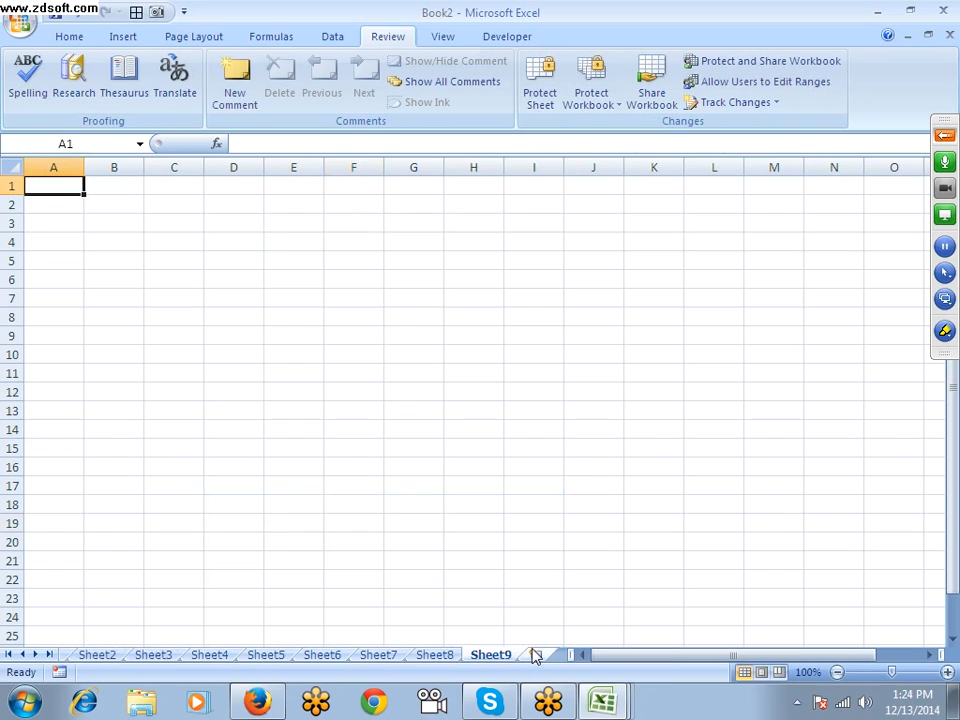 www.zdsoft.com
Book2 - Microsoft Excel
Home Insert Page Layout Formulas Data Review View Developer
ABC
Spelling Research Thesaurus Translate
Proofing
New Comment Delete Previous Next
Show/Hide Comment
Show All Comments
Show Ink
Comments
Protect Sheet Protect Workbook Share Workbook
Protect and Share Workbook
Allow Users to Edit Ranges
Track Changes
Changes
A1 fx
A B C D E F G H I J K L M N O
1
2
3
4
5
6
7
8
9
10
11
12
13
14
15
16
17
18
19
20
21
22
23
24
25
Sheet2 Sheet3 Sheet4 Sheet5 Sheet6 Sheet7 Sheet8 Sheet9
Ready 100%
1:24 PM
12/13/2014